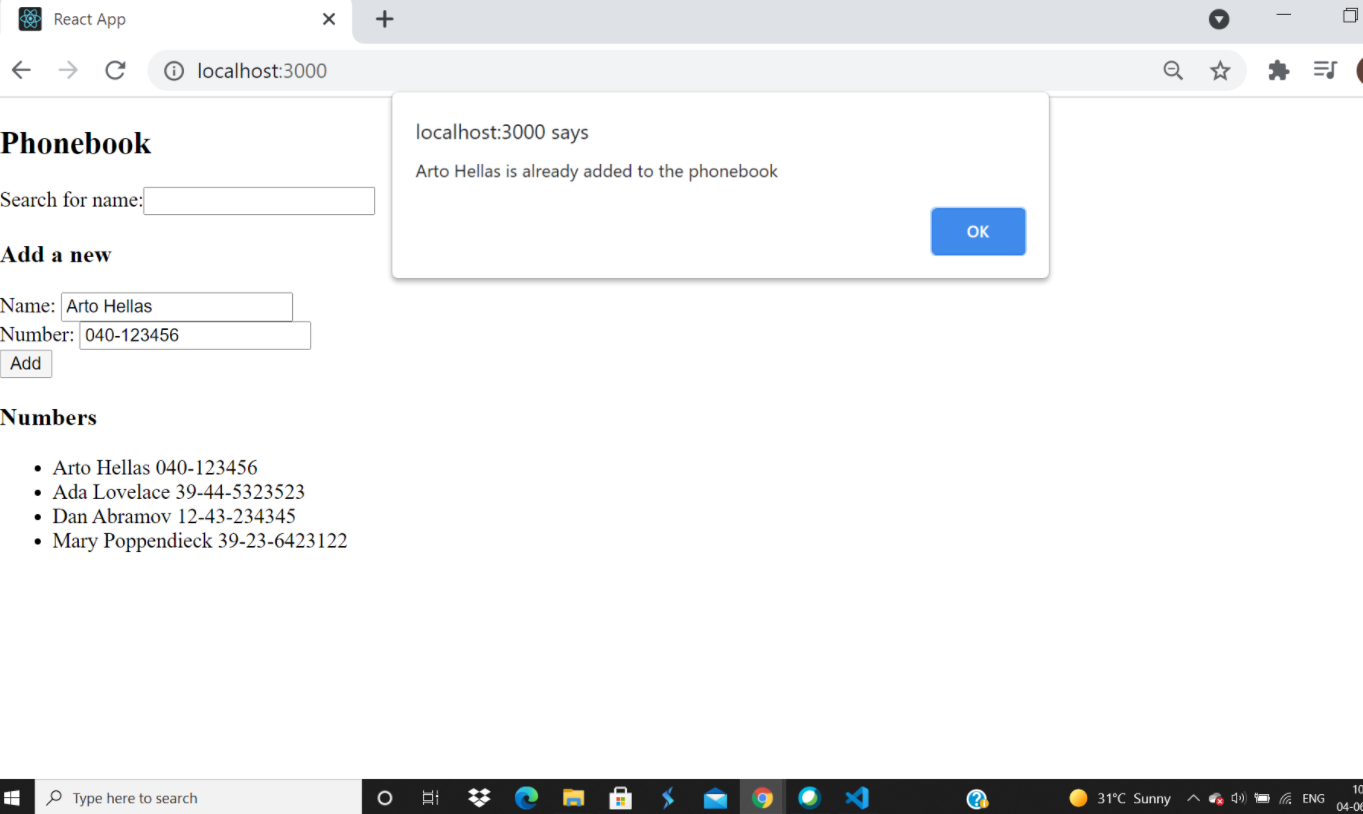 React App
localhost:3000
localhost:3000 says
Arto Hellas is already added to the phonebook
OK
Phonebook
Search for name:
Add a new
Name: Arto Hellas
Number: 040-123456
Add
Numbers
• Arto Hellas 040-123456
• Ada Lovelace 39-44-5323523
• Dan Abramov 12-43-234345
• Mary Poppendieck 39-23-6423122
Type here to search
31°C Sunny
ENG
10
04-06